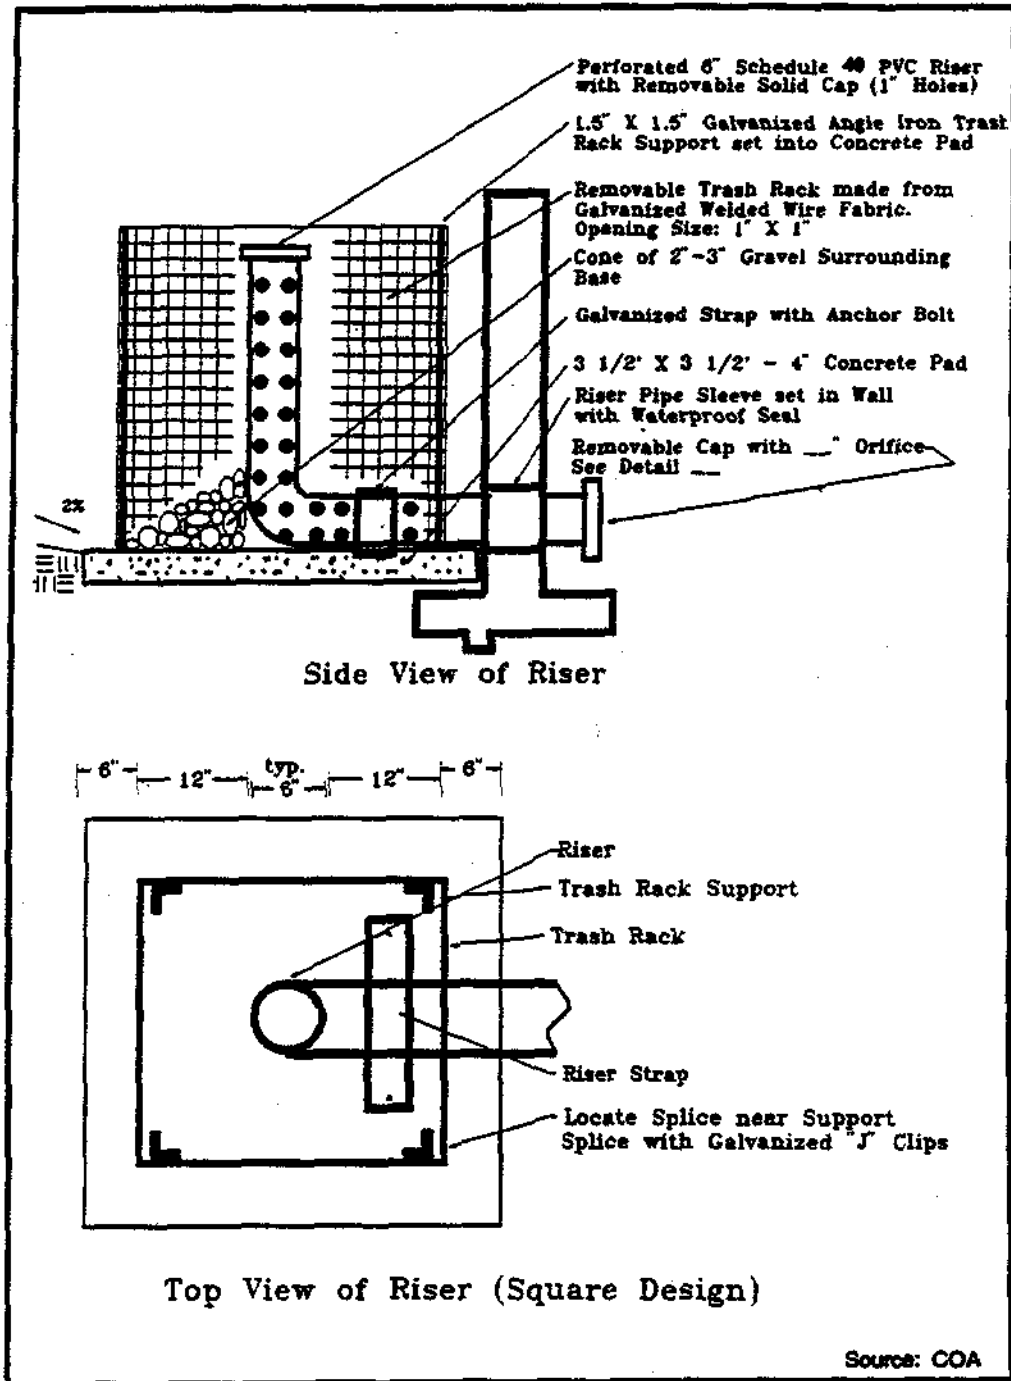 Perforated 6" Schedule 40 PVC Riser
with Removable Solid Cap (1" Holes)
1.5" X 1.5" Galvanized Angle Iron Trash
Rack Support set into Concrete Pad
Removable Trash Rack made from
Galvanized Welded Wire Fabric.
Opening Size: 1" X 1"
Cone of 2"-3" Gravel Surrounding
Base
Galvanized Strap with Anchor Bolt
3 1/2' X 3 1/2' - 4" Concrete Pad
Riser Pipe Sleeve set in Wall
with Waterproof Seal
Removable Cap with __" Orifice
See Detail __
2%
Side View of Riser
6" 12" typ. 6" 12" 6"
Riser
Trash Rack Support
Trash Rack
Riser Strap
Locate Splice near Support
Splice with Galvanized "J" Clips
Top View of Riser (Square Design)
Source: COA